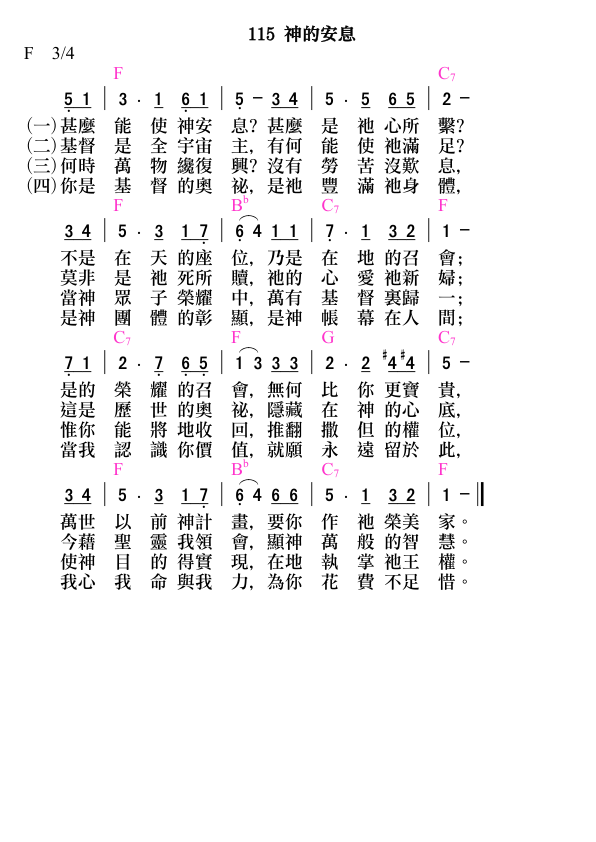 115 神的安息
F 3/4
F C7
5 1 | 3 . 1 6 1 | 5 – 3 4 | 5 . 5 6 5 | 2 –
(一)甚麼 能 使 神安 息? 甚麼 是 祂 心所 繫?
(二)基督 是 全 宇宙 主, 有何 能 使 祂滿 足?
(三)何時 萬 物 纔復 興? 沒有 勞 苦 沒歎 息,
(四)你是 基 督 的奧 祕, 是祂 豐 滿 祂身 體,
F Bb C7 F
3 4 | 5 . 3 1 7 | 6 4 1 1 | 7 . 1 3 2 | 1 –
不是 在 天 的座 位, 乃是 在 地 的召 會;
莫非 是 祂 死所 贖, 祂的 心 愛 祂新 婦;
當神 眾 子 榮耀 中, 萬有 基 督 裏歸 一;
是神 團 體 的彰 顯, 是神 帳 幕 在人 間;
C7 F G C7
7 1 | 2 . 7 6 5 | 1 3 3 3 | 2 . 2 #4 #4 | 5 –
是的 榮 耀 的召 會, 無何 比 你 更寶 貴,
這是 歷 世 的奧 祕, 隱藏 在 神 的心 底,
惟你 能 將 地收 回, 推翻 撒 但 的權 位,
當我 認 識 你價 值, 就願 永 遠 留於 此,
F Bb C7 F
3 4 | 5 . 3 1 7 | 6 4 6 6 | 5 . 1 3 2 | 1 –
萬世 以 前 神計 畫, 要你 作 祂 榮美 家。
今藉 聖 靈 我領 會, 顯神 萬 般 的智 慧。
使神 目 的 得實 現, 在地 執 掌 祂王 權。
我心 我 命 與我 力, 為你 花 費 不足 惜。